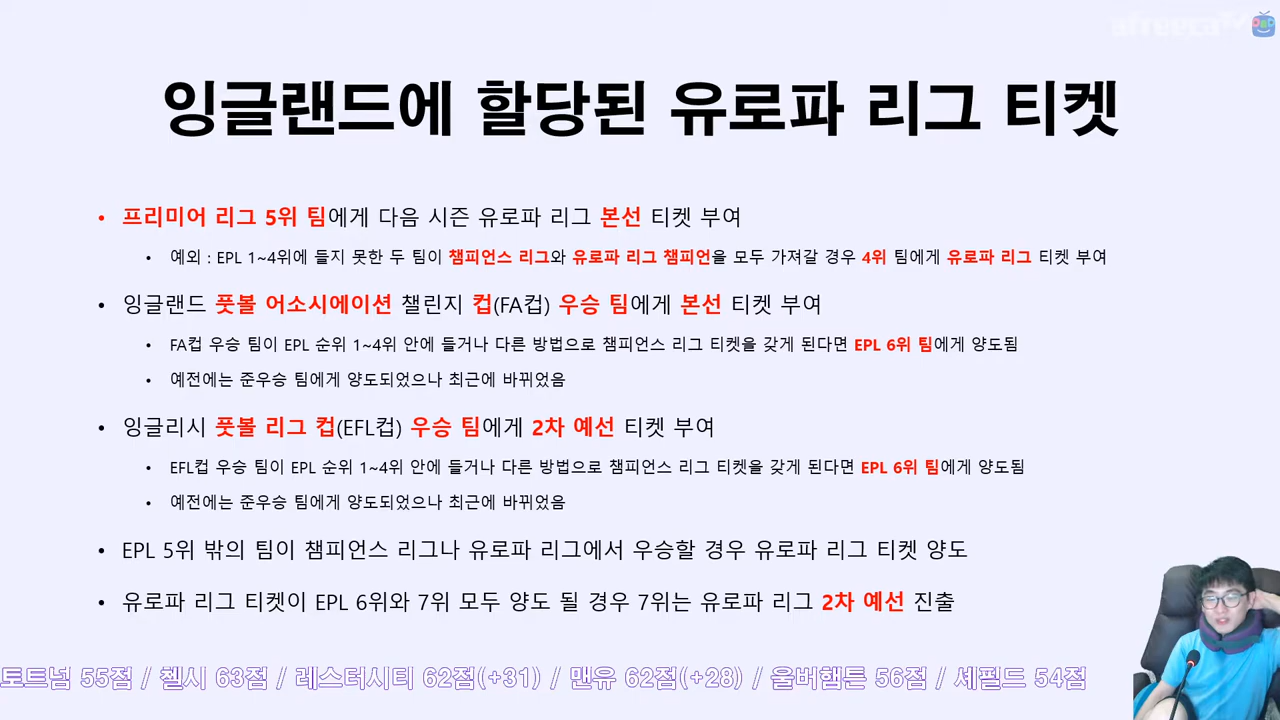 afreecaTV
잉글랜드에 할당된 유로파 리그 티켓
• 프리미어 리그 5위 팀에게 다음 시즌 유로파 리그 본선 티켓 부여
• 예외 : EPL 1~4위에 들지 못한 두 팀이 챔피언스 리그와 유로파 리그 챔피언을 모두 가져갈 경우 4위 팀에게 유로파 리그 티켓 부여
• 잉글랜드 풋볼 어소시에이션 챌린지 컵(FA컵) 우승 팀에게 본선 티켓 부여
• FA컵 우승 팀이 EPL 순위 1~4위 안에 들거나 다른 방법으로 챔피언스 리그 티켓을 갖게 된다면 EPL 6위 팀에게 양도됨
• 예전에는 준우승 팀에게 양도되었으나 최근에 바뀌었음
• 잉글리시 풋볼 리그 컵(EFL컵) 우승 팀에게 2차 예선 티켓 부여
• EFL컵 우승 팀이 EPL 순위 1~4위 안에 들거나 다른 방법으로 챔피언스 리그 티켓을 갖게 된다면 EPL 6위 팀에게 양도됨
• 예전에는 준우승 팀에게 양도되었으나 최근에 바뀌었음
• EPL 5위 밖의 팀이 챔피언스 리그나 유로파 리그에서 우승할 경우 유로파 리그 티켓 양도
• 유로파 리그 티켓이 EPL 6위와 7위 모두 양도 될 경우 7위는 유로파 리그 2차 예선 진출
토트넘 55점 / 첼시 63점 / 레스터시티 62점(+31) / 맨유 62점(+28) / 울버햄튼 56점 / 셰필드 54점